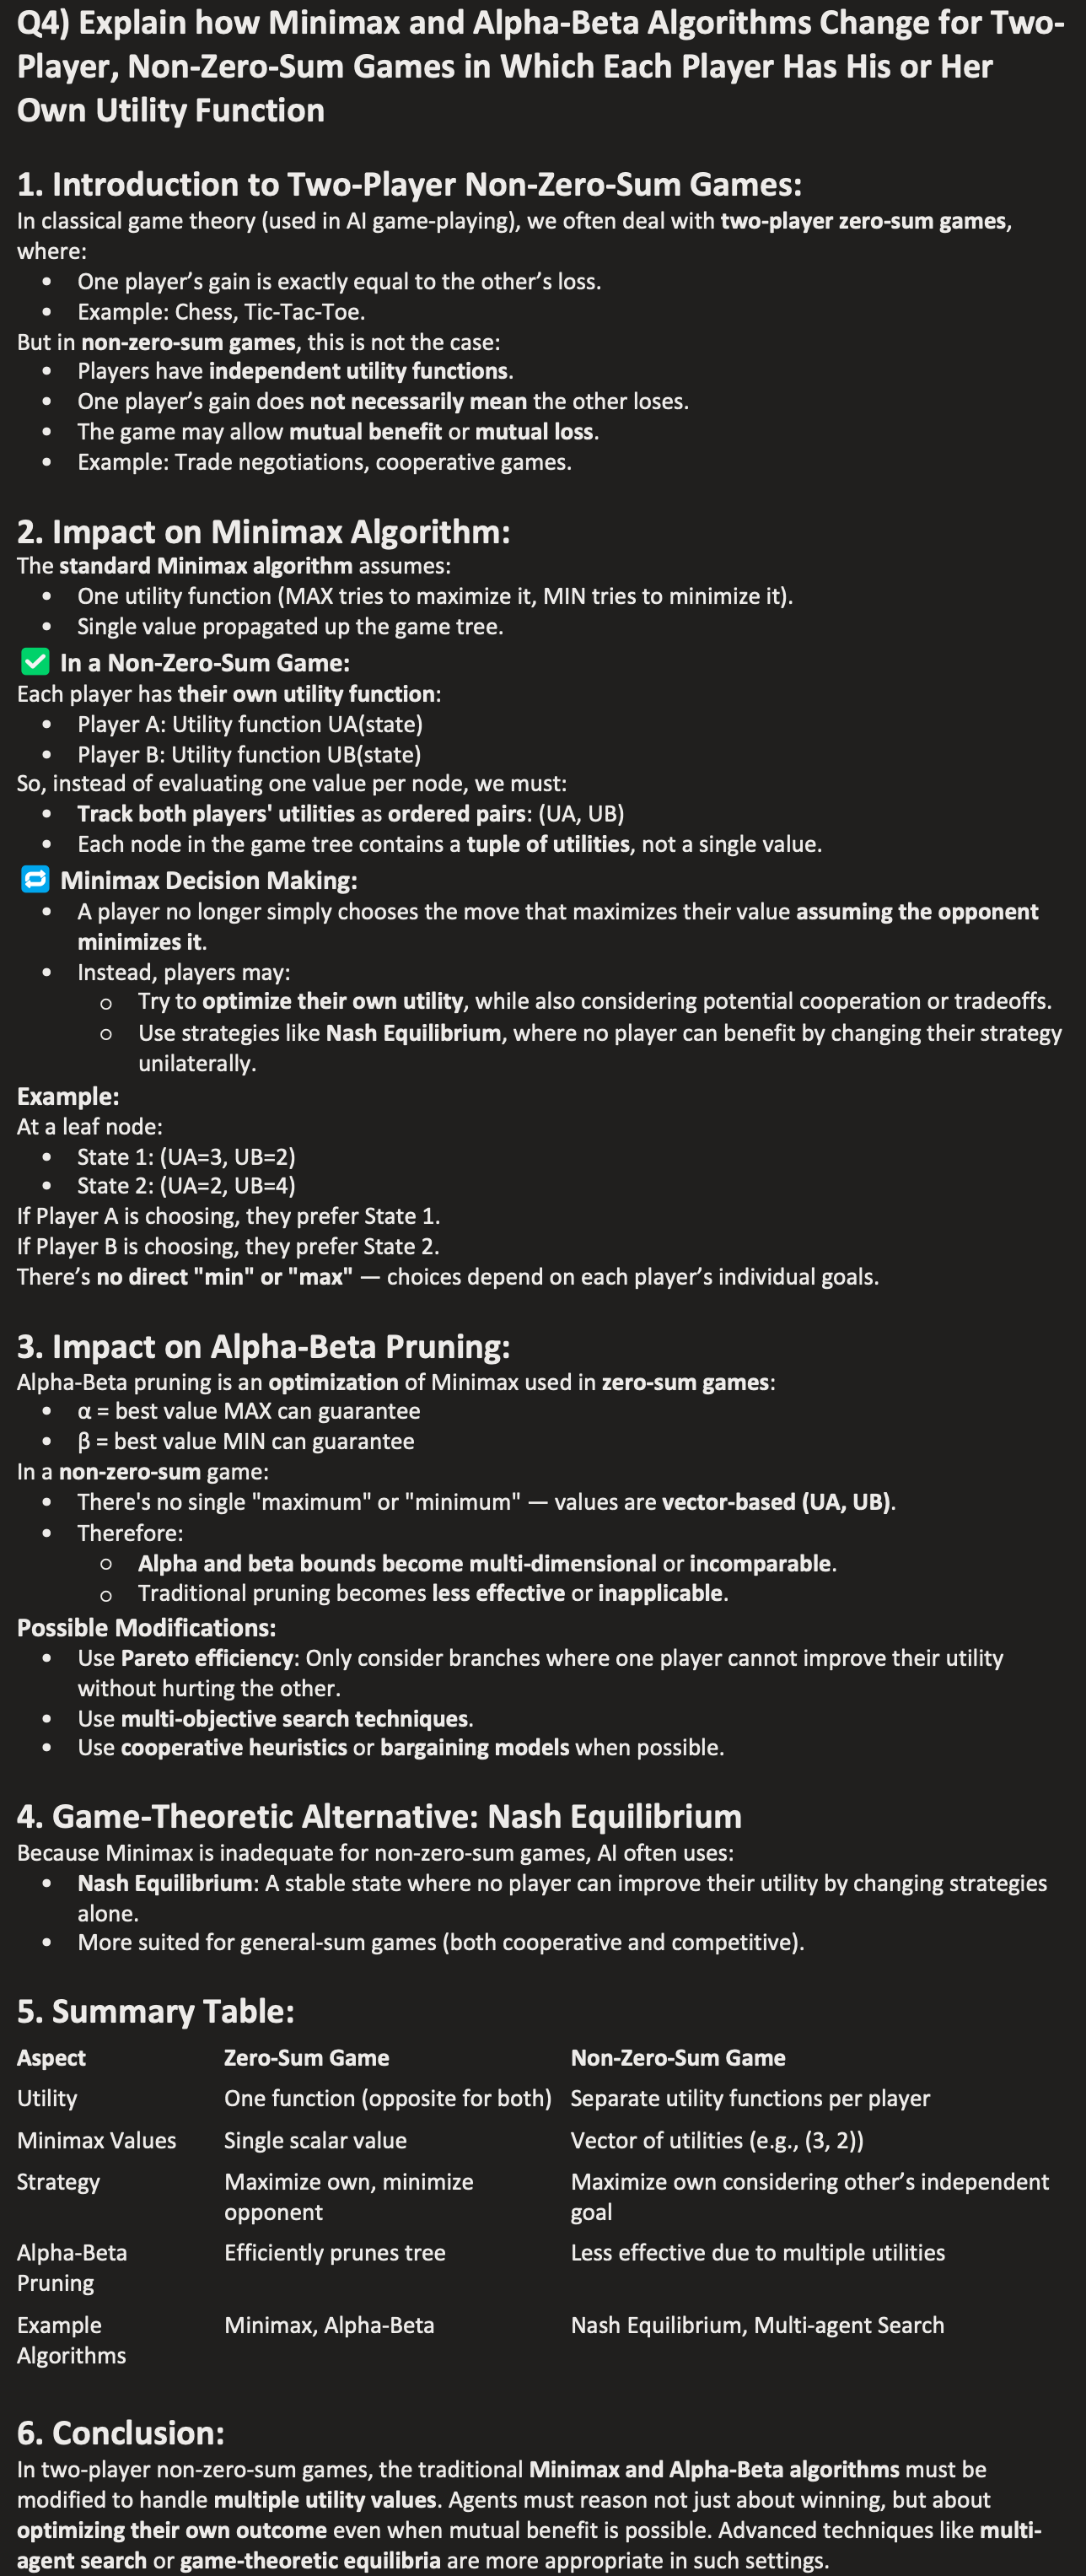 Q4) Explain how Minimax and Alpha-Beta Algorithms Change for Two-
Player, Non-Zero-Sum Games in Which Each Player Has His or Her
Own Utility Function
1. Introduction to Two-Player Non-Zero-Sum Games:
In classical game theory (used in AI game-playing), we often deal with two-player zero-sum games,
where:
• One player’s gain is exactly equal to the other’s loss.
• Example: Chess, Tic-Tac-Toe.
But in non-zero-sum games, this is not the case:
• Players have independent utility functions.
• One player’s gain does not necessarily mean the other loses.
• The game may allow mutual benefit or mutual loss.
• Example: Trade negotiations, cooperative games.
2. Impact on Minimax Algorithm:
The standard Minimax algorithm assumes:
• One utility function (MAX tries to maximize it, MIN tries to minimize it).
• Single value propagated up the game tree.
✅ In a Non-Zero-Sum Game:
Each player has their own utility function:
• Player A: Utility function UA(state)
• Player B: Utility function UB(state)
So, instead of evaluating one value per node, we must:
• Track both players' utilities as ordered pairs: (UA, UB)
• Each node in the game tree contains a tuple of utilities, not a single value.
🔁 Minimax Decision Making:
• A player no longer simply chooses the move that maximizes their value assuming the opponent
minimizes it.
• Instead, players may:
○ Try to optimize their own utility, while also considering potential cooperation or tradeoffs.
○ Use strategies like Nash Equilibrium, where no player can benefit by changing their strategy
unilaterally.
Example:
At a leaf node:
• State 1: (UA=3, UB=2)
• State 2: (UA=2, UB=4)
If Player A is choosing, they prefer State 1.
If Player B is choosing, they prefer State 2.
There’s no direct "min" or "max" — choices depend on each player’s individual goals.
3. Impact on Alpha-Beta Pruning:
Alpha-Beta pruning is an optimization of Minimax used in zero-sum games:
• α = best value MAX can guarantee
• β = best value MIN can guarantee
In a non-zero-sum game:
• There's no single "maximum" or "minimum" — values are vector-based (UA, UB).
• Therefore:
○ Alpha and beta bounds become multi-dimensional or incomparable.
○ Traditional pruning becomes less effective or inapplicable.
Possible Modifications:
• Use Pareto efficiency: Only consider branches where one player cannot improve their utility
without hurting the other.
• Use multi-objective search techniques.
• Use cooperative heuristics or bargaining models when possible.
4. Game-Theoretic Alternative: Nash Equilibrium
Because Minimax is inadequate for non-zero-sum games, AI often uses:
• Nash Equilibrium: A stable state where no player can improve their utility by changing strategies
alone.
• More suited for general-sum games (both cooperative and competitive).
5. Summary Table:
Aspect Zero-Sum Game Non-Zero-Sum Game
Utility One function (opposite for both) Separate utility functions per player
Minimax Values Single scalar value Vector of utilities (e.g., (3, 2))
Strategy Maximize own, minimize Maximize own considering other’s independent
opponent goal
Alpha-Beta Efficiently prunes tree Less effective due to multiple utilities
Pruning
Example Minimax, Alpha-Beta Nash Equilibrium, Multi-agent Search
Algorithms
6. Conclusion:
In two-player non-zero-sum games, the traditional Minimax and Alpha-Beta algorithms must be
modified to handle multiple utility values. Agents must reason not just about winning, but about
optimizing their own outcome even when mutual benefit is possible. Advanced techniques like multi-
agent search or game-theoretic equilibria are more appropriate in such settings.